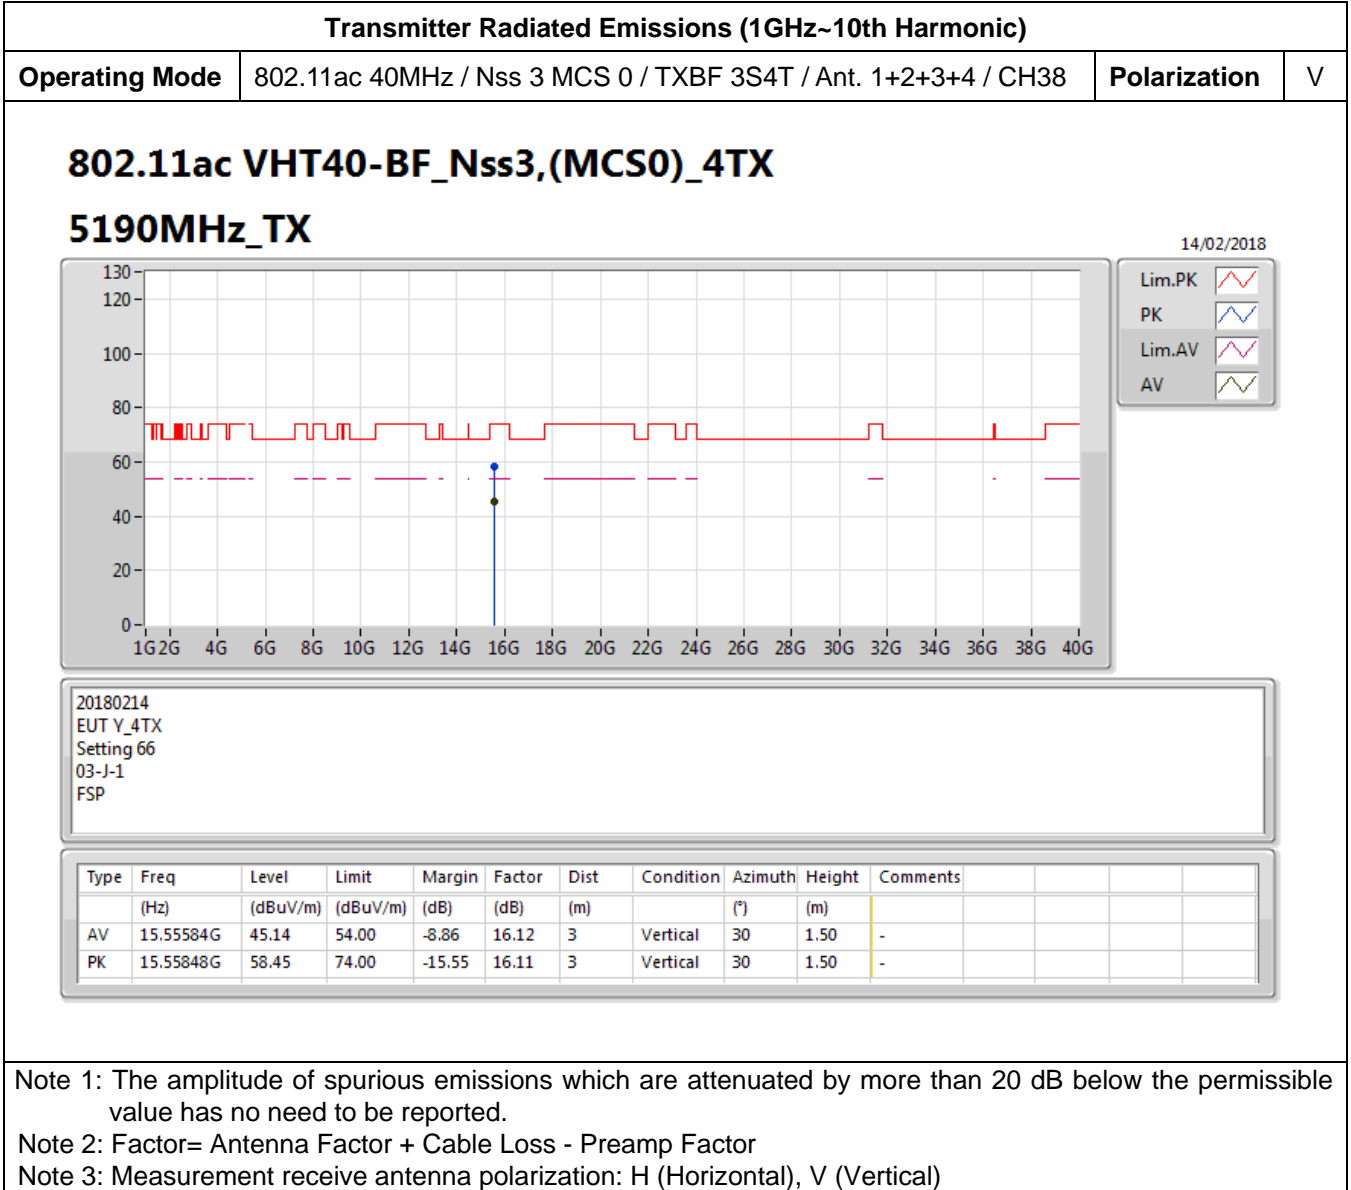 Transmitter Radiated Emissions (1GHz~10th Harmonic)
Operating Mode 802.11ac 40MHz / Nss 3 MCS 0 / TXBF 3S4T / Ant. 1+2+3+4 / CH38 Polarization V
802.11ac VHT40-BF_Nss3,(MCS0)_4TX
5190MHz_TX
14/02/2018
130
120
100
80
60
40
20
0
1G 2G 4G 6G 8G 10G 12G 14G 16G 18G 20G 22G 24G 26G 28G 30G 32G 34G 36G 38G 40G
Lim.PK
PK
Lim.AV
AV
20180214
EUT Y_4TX
Setting 66
03-J-1
FSP
Type Freq Level Limit Margin Factor Dist Condition Azimuth Height Comments
(Hz) (dBuV/m) (dBuV/m) (dB) (dB) (m) (°) (m)
AV 15.55584G 45.14 54.00 -8.86 16.12 3 Vertical 30 1.50 -
PK 15.55848G 58.45 74.00 -15.55 16.11 3 Vertical 30 1.50 -
Note 1: The amplitude of spurious emissions which are attenuated by more than 20 dB below the permissible
value has no need to be reported.
Note 2: Factor= Antenna Factor + Cable Loss - Preamp Factor
Note 3: Measurement receive antenna polarization: H (Horizontal), V (Vertical)